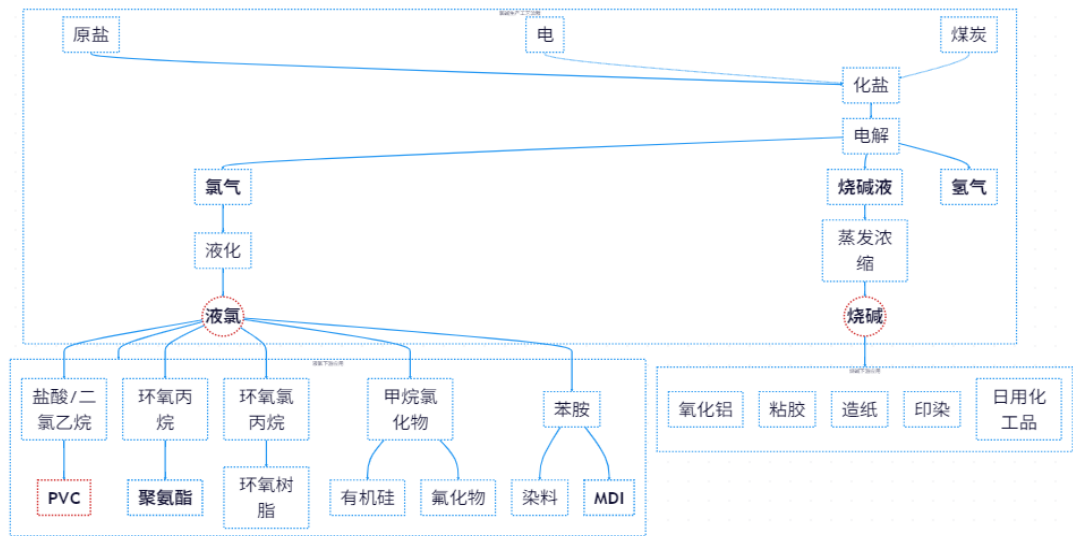 原盐
电
煤炭
化盐
电解
氯气
烧碱液
氢气
液化
蒸发浓
缩
液氯
烧碱
盐酸/二
氯乙烷
环氧丙
烷
环氧氯
丙烷
甲烷氯
化物
苯胺
氧化铝
粘胶
造纸
印染
日用化
工品
PVC
聚氨酯
环氧树
脂
有机硅
氟化物
染料
MDI